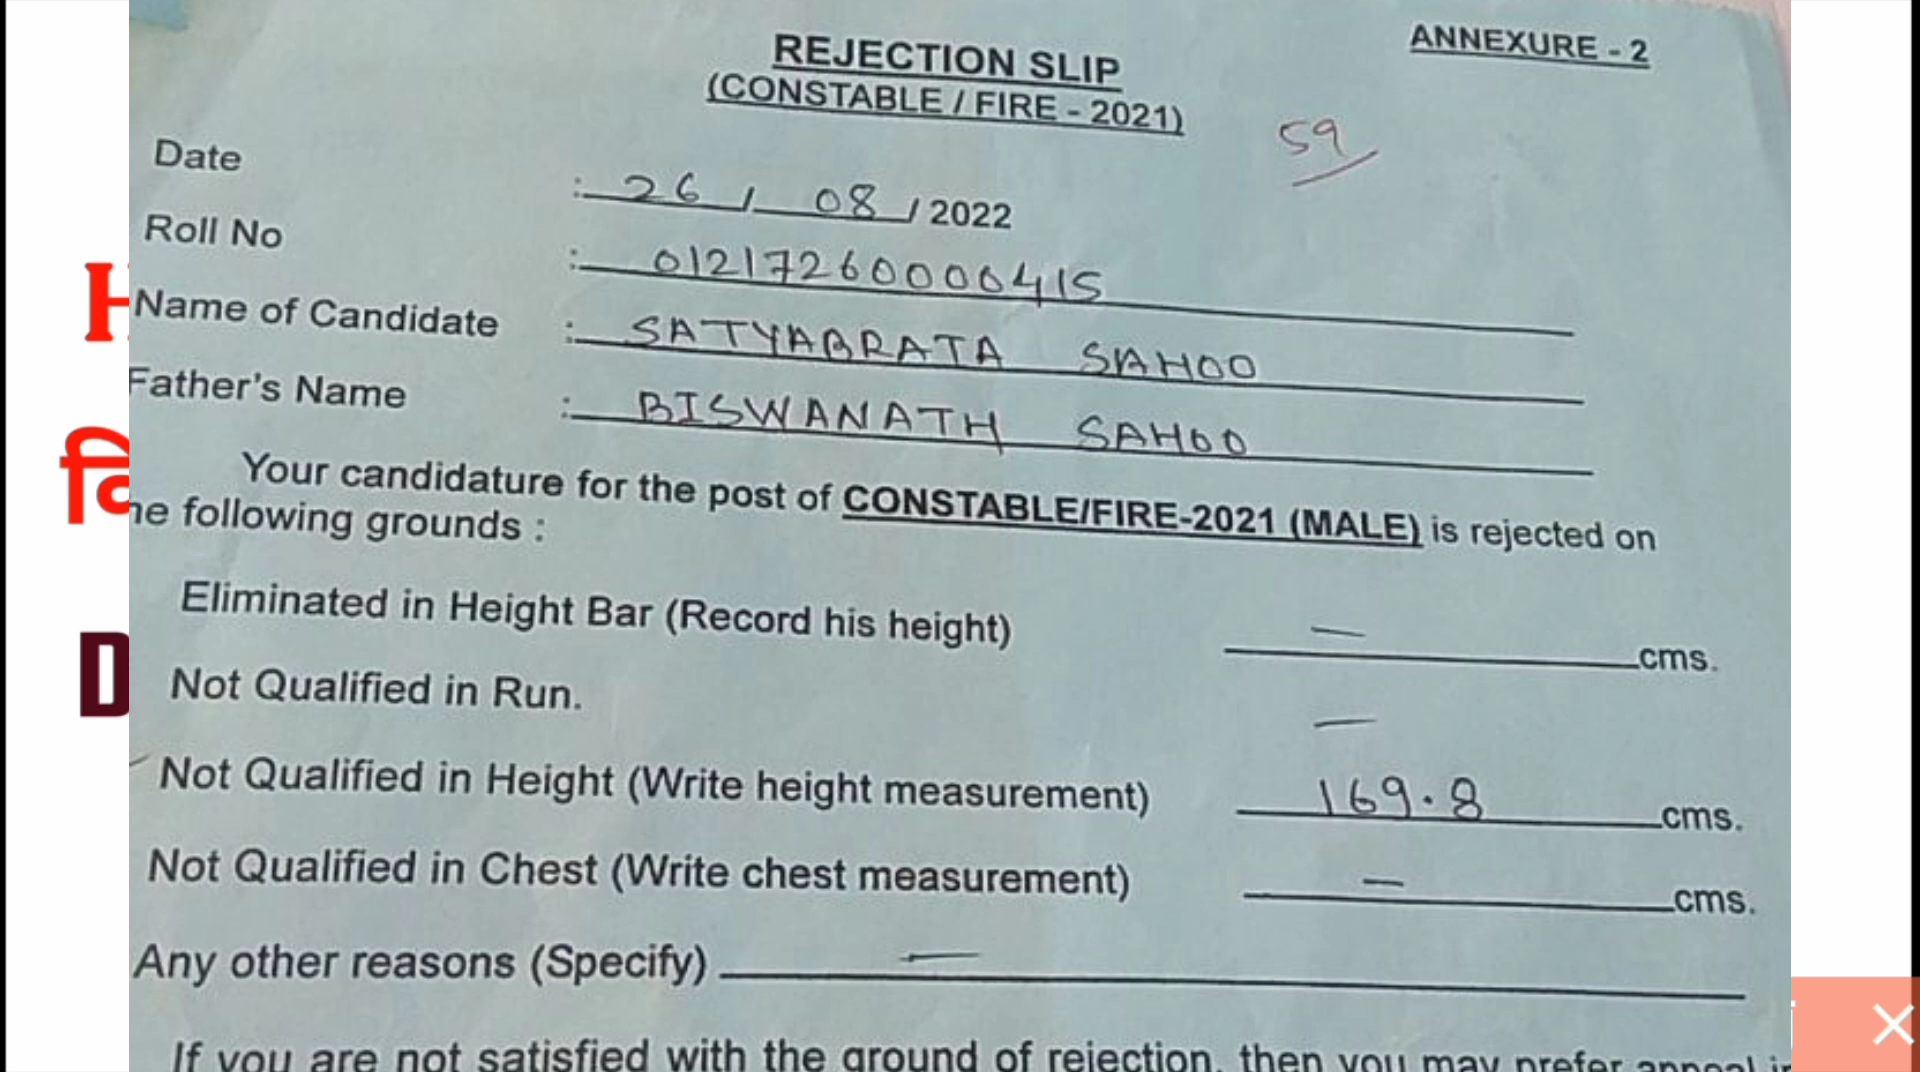 ANNEXURE - 2
REJECTION SLIP
(CONSTABLE / FIRE - 2021)
59
Date : 26 / 08 / 2022
Roll No : 01217260000415
Name of Candidate : SATYABRATA SAHOO
Father's Name : BISWANATH SAHOO
Your candidature for the post of CONSTABLE/FIRE-2021 (MALE) is rejected on
following grounds :
Eliminated in Height Bar (Record his height) — cms.
Not Qualified in Run. —
Not Qualified in Height (Write height measurement) 169.8 cms.
Not Qualified in Chest (Write chest measurement) — cms.
Any other reasons (Specify) —
If you are not satisfied with the ground of rejection, then you may prefer appeal